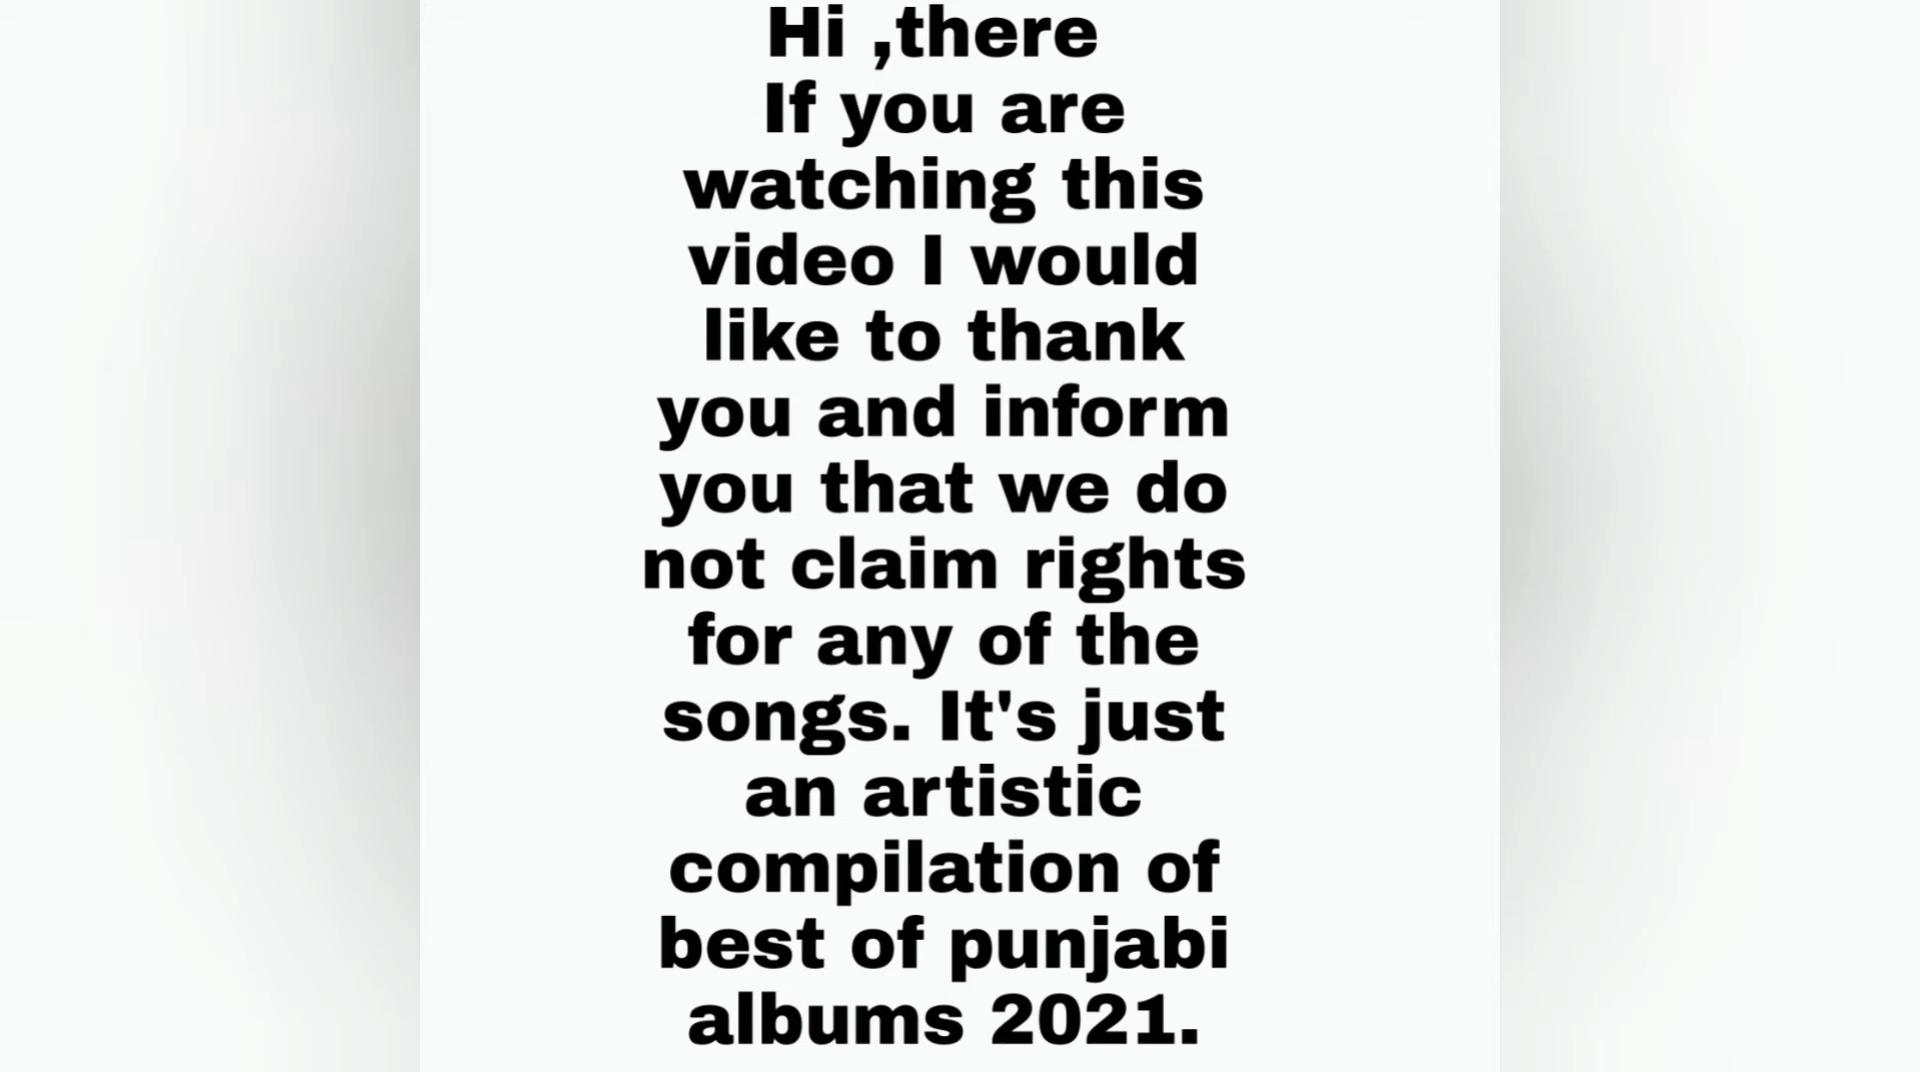 Hi ,there
If you are
watching this
video I would
like to thank
you and inform
you that we do
not claim rights
for any of the
songs. It's just
an artistic
compilation of
best of punjabi
albums 2021.